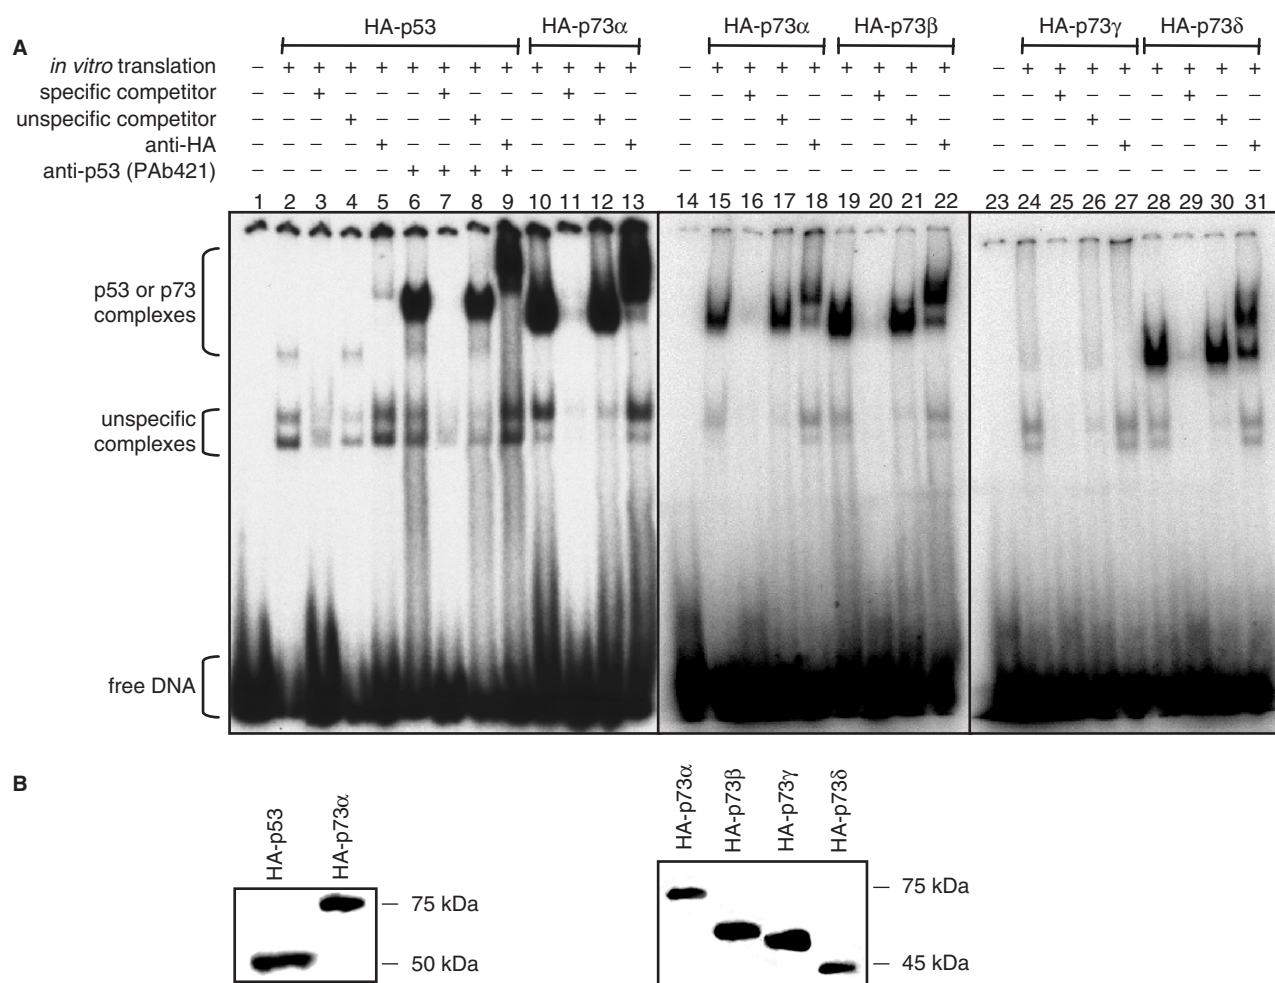 A
HA-p53 HA-p73α HA-p73α HA-p73β HA-p73γ HA-p73δ
in vitro translation – + + + + + + + + + + + + – + + + + + + + + – + + + + + + + +
specific competitor – – + – – – + – – – + – – – – + – – – + – – – – + – – – + – –
unspecific competitor – – – + – – – + – – – + – – – – + – – – + – – – – + – – – + –
anti-HA – – – – + – – – + – – – + – – – – + – – – + – – – – + – – – +
anti-p53 (PAb421) – – – – – + + + + – – – – – – – – – – – – – – – – – – – – – –
1 2 3 4 5 6 7 8 9 10 11 12 13 14 15 16 17 18 19 20 21 22 23 24 25 26 27 28 29 30 31
p53 or p73
complexes
unspecific
complexes
free DNA
B
HA-p53 HA-p73α HA-p73α HA-p73β HA-p73γ HA-p73δ
– 75 kDa – 75 kDa
– 50 kDa – 45 kDa